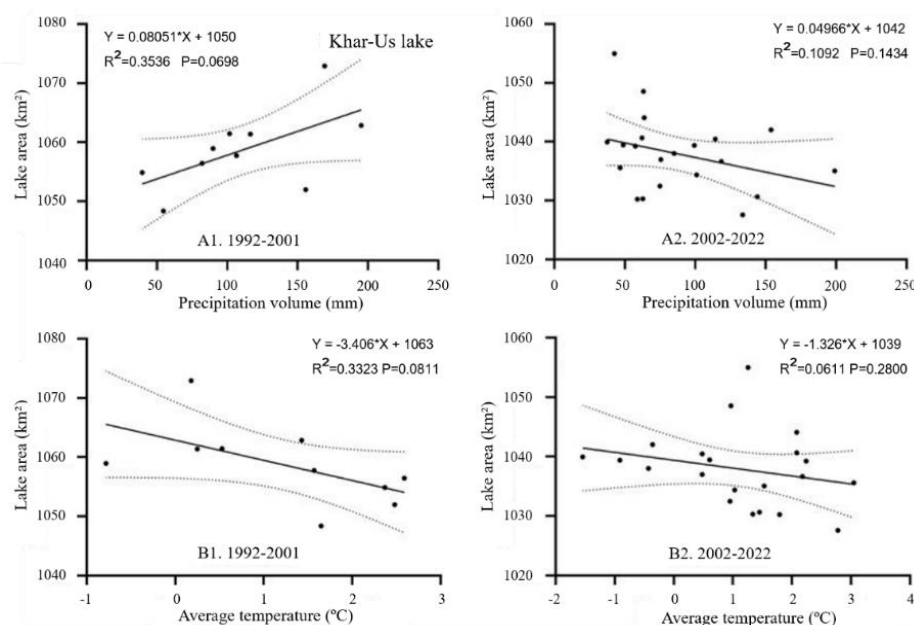 1080
1070
1060
1050
1040
Lake area (km²)
Y = 0.08051*X + 1050
R²=0.3536 P=0.0698
Khar-Us lake
A1. 1992-2001
0 50 100 150 200 250
Precipitation volume (mm)
1060
1050
1040
1030
1020
Lake area (km²)
Y = 0.04966*X + 1042
R²=0.1092 P=0.1434
A2. 2002-2022
0 50 100 150 200 250
Precipitation volume (mm)
1080
1070
1060
1050
1040
Lake area (km²)
Y = -3.406*X + 1063
R²=0.3323 P=0.0811
B1. 1992-2001
-1 0 1 2 3
Average temperature (ºC)
1060
1050
1040
1030
1020
Lake area (km²)
Y = -1.326*X + 1039
R²=0.0611 P=0.2800
B2. 2002-2022
-2 -1 0 1 2 3 4
Average temperature (ºC)